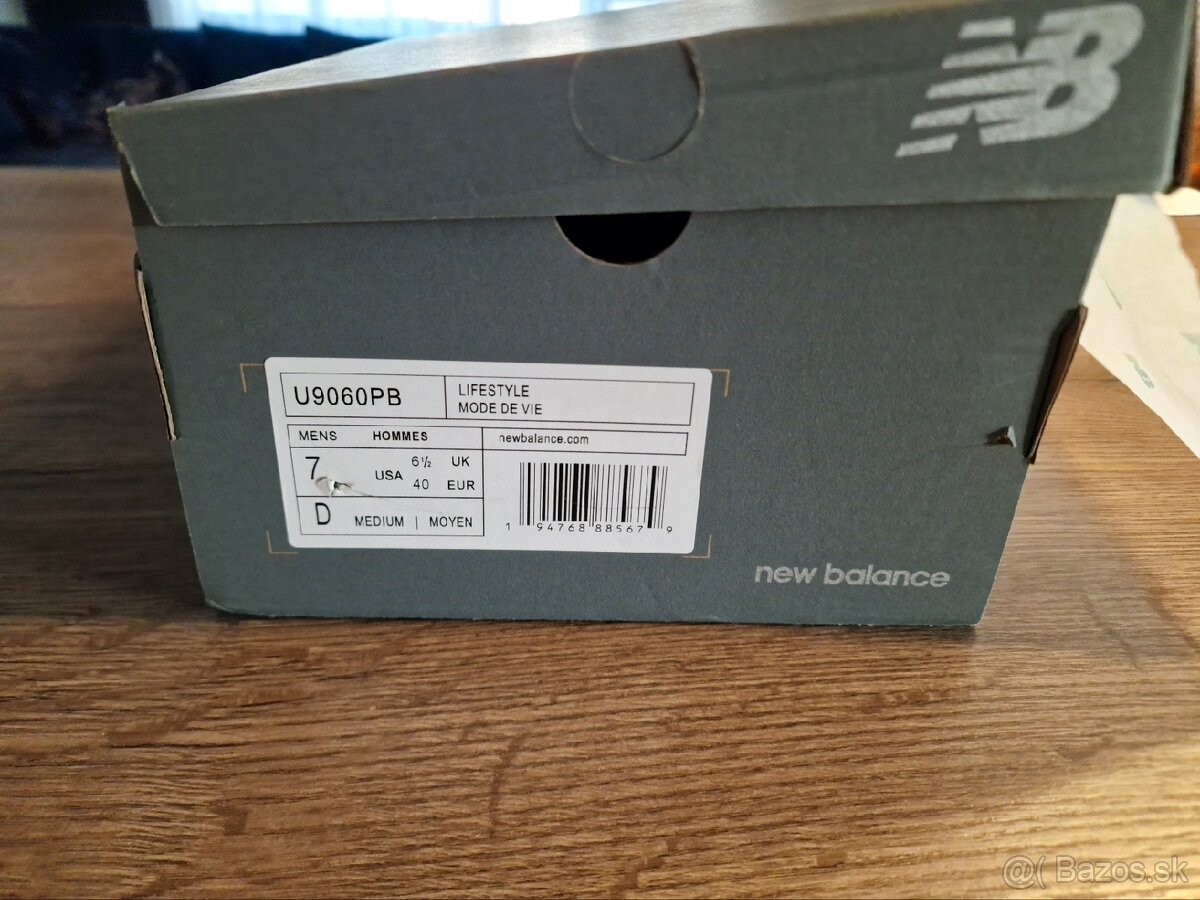 NB
U9060PB
LIFESTYLE
MODE DE VIE
MENS HOMMES
newbalance.com
7 USA 6½ UK
40 EUR
D MEDIUM | MOYEN
1 94768 88567 9
new balance
@( Bazos.sk